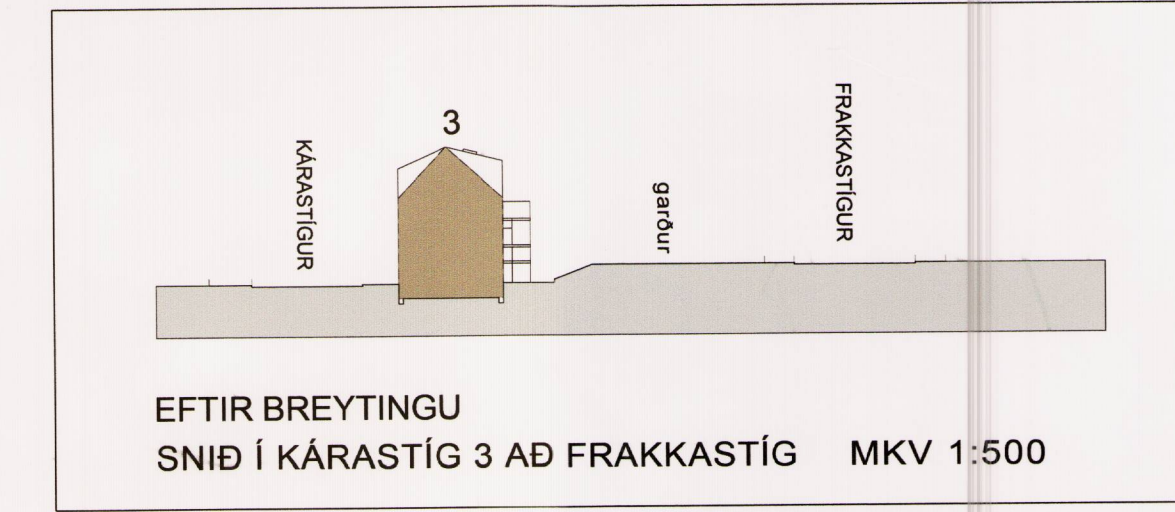 3
KÁRASTÍGUR
garður
FRAKKASTÍGUR
EFTIR BREYTINGU
SNIÐ Í KÁRASTÍG 3 AÐ FRAKKASTÍG MKV 1:500